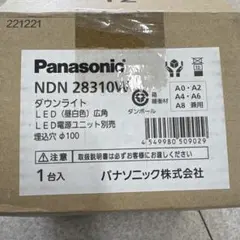 221221
Panasonic
NDN 28310W
ダウンライト
LED（昼白色）広角
LED電源ユニット別売
埋込穴 φ100
ダンボール
A0・A2
A4・A6
A8 兼用
注意
取扱説明書は必ずお客様にお渡しください。
1台入
4 549980 509029
パナソニック株式会社